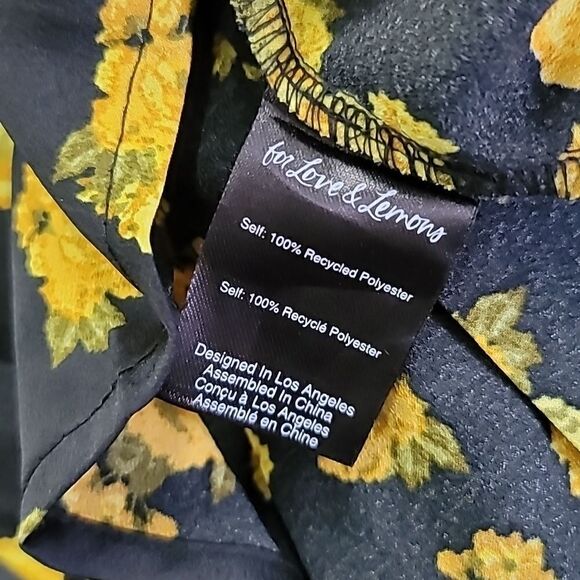 for Love & Lemons
Self: 100% Recycled Polyester
Self: 100% Recyclé Polyester
Designed In Los Angeles
Assembled In China
Conçu à Los Angeles
Assemblé en Chine